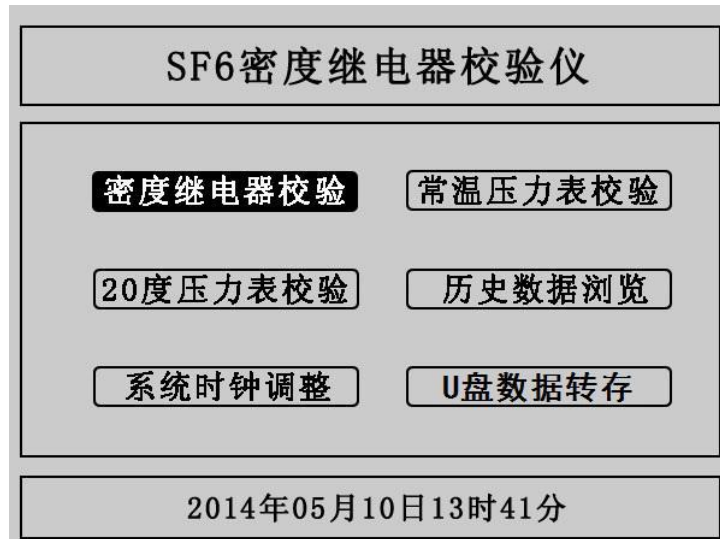 SF6密度继电器校验仪
密度继电器校验 常温压力表校验
20度压力表校验 历史数据浏览
系统时钟调整 U盘数据转存
2014年05月10日13时41分